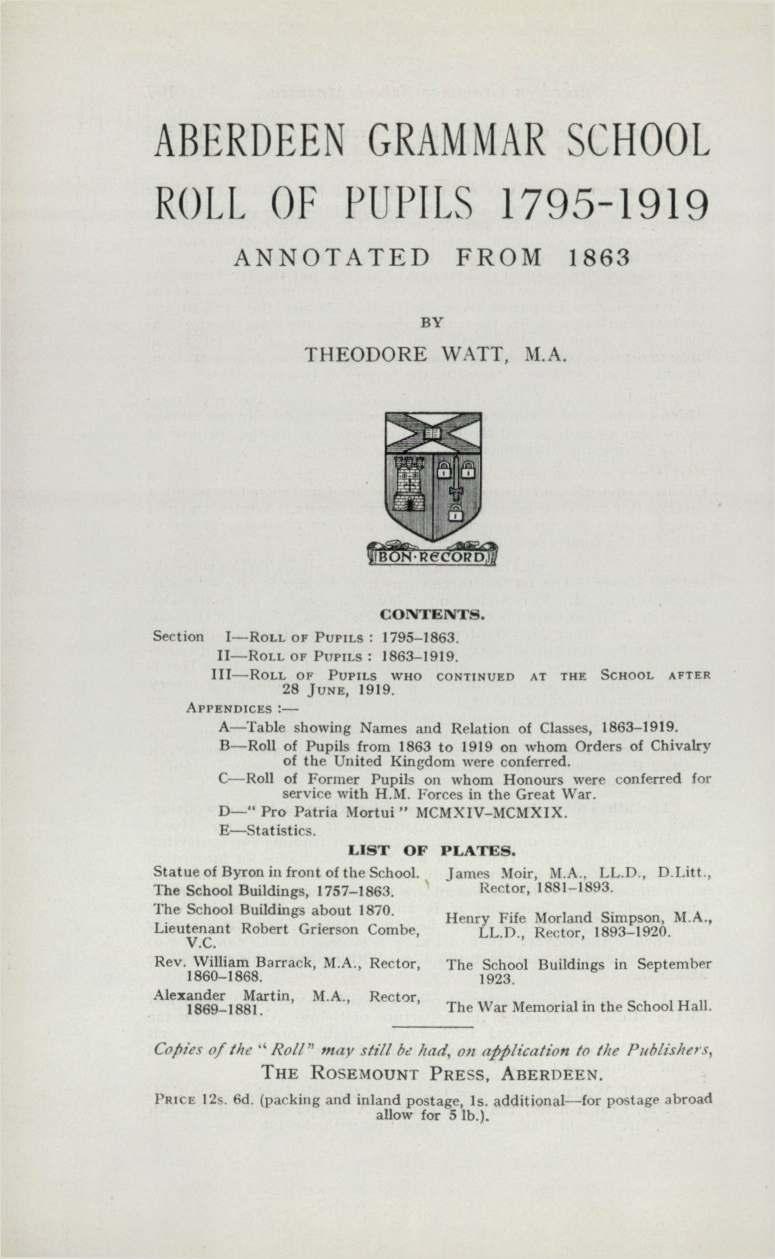 ABERDEEN GRAMMAR SCHOOL
ROLL OF PUPILS 1795-1919
ANNOTATED FROM 1863
BY
THEODORE WATT, M.A.
BON·RECORD
CONTENTS.
Section I—ROLL OF PUPILS : 1795–1863.
II—ROLL OF PUPILS : 1863–1919.
III—ROLL OF PUPILS WHO CONTINUED AT THE SCHOOL AFTER
28 JUNE, 1919.
APPENDICES :—
A—Table showing Names and Relation of Classes, 1863–1919.
B—Roll of Pupils from 1863 to 1919 on whom Orders of Chivalry
of the United Kingdom were conferred.
C—Roll of Former Pupils on whom Honours were conferred for
service with H.M. Forces in the Great War.
D—" Pro Patria Mortui " MCMXIV–MCMXIX.
E—Statistics.
LIST OF PLATES.
Statue of Byron in front of the School.
The School Buildings, 1757–1863.
The School Buildings about 1870.
Lieutenant Robert Grierson Combe,
V.C.
Rev. William Barrack, M.A., Rector,
1860–1868.
Alexander Martin, M.A., Rector,
1869–1881.
James Moir, M.A., LL.D., D.Litt.,
Rector, 1881–1893.
Henry Fife Morland Simpson, M.A.,
LL.D., Rector, 1893–1920.
The School Buildings in September
1923.
The War Memorial in the School Hall.
Copies of the "Roll" may still be had, on application to the Publishers,
THE ROSEMOUNT PRESS, ABERDEEN.
PRICE 12s. 6d. (packing and inland postage, 1s. additional—for postage abroad
allow for 5 lb.).